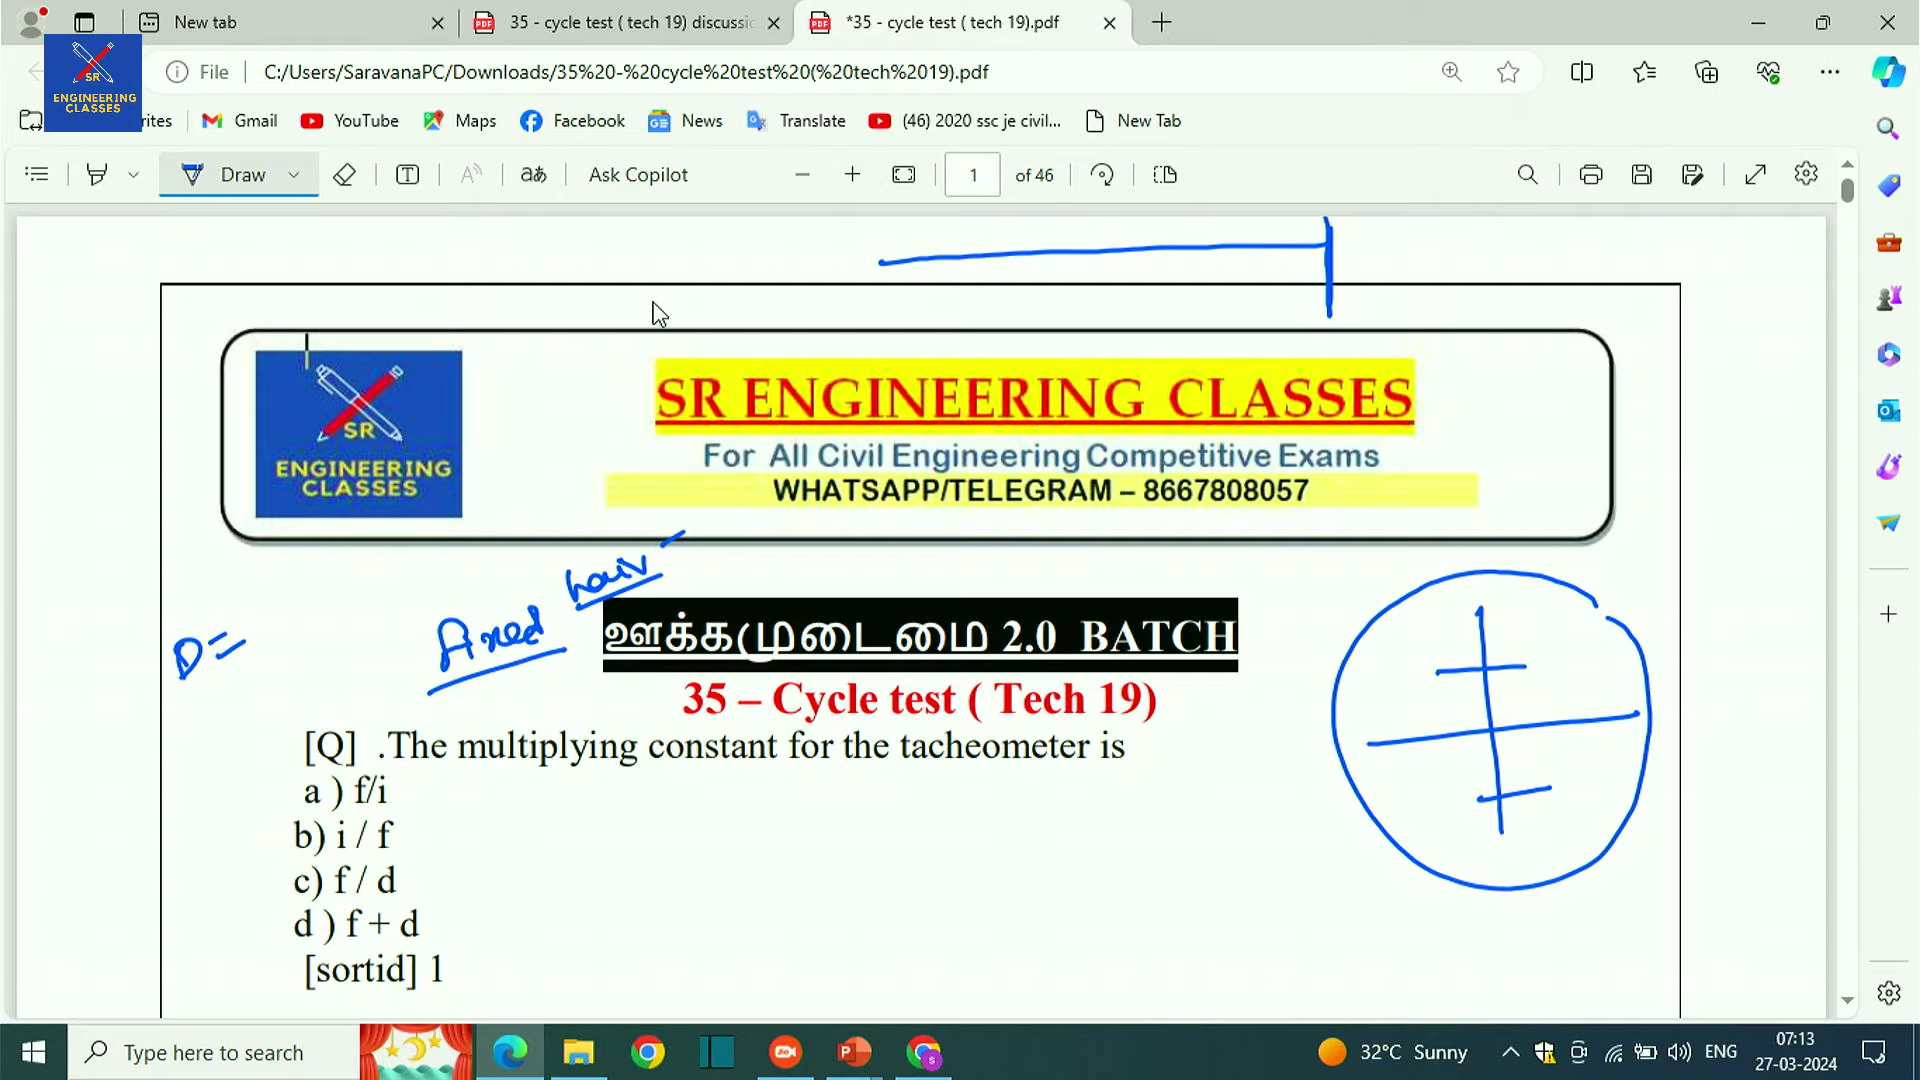 New tab
35 - cycle test ( tech 19) discussi
*35 - cycle test ( tech 19).pdf
File
C:/Users/SaravanaPC/Downloads/35%20-%20cycle%20test%20(%20tech%2019).pdf
SR
ENGINEERING
CLASSES
rites
Gmail
YouTube
Maps
Facebook
News
Translate
(46) 2020 ssc je civil...
New Tab
Draw
Ask Copilot
1
of 46
SR
ENGINEERING
CLASSES
SR ENGINEERING CLASSES
For All Civil Engineering Competitive Exams
WHATSAPP/TELEGRAM – 8667808057
D=
ஊக்கமுடைமை 2.0 BATCH
35 – Cycle test ( Tech 19)
[Q] .The multiplying constant for the tacheometer is
a ) f/i
b) i / f
c) f / d
d ) f + d
[sortid] 1
Type here to search
32°C Sunny
ENG
07:13
27-03-2024